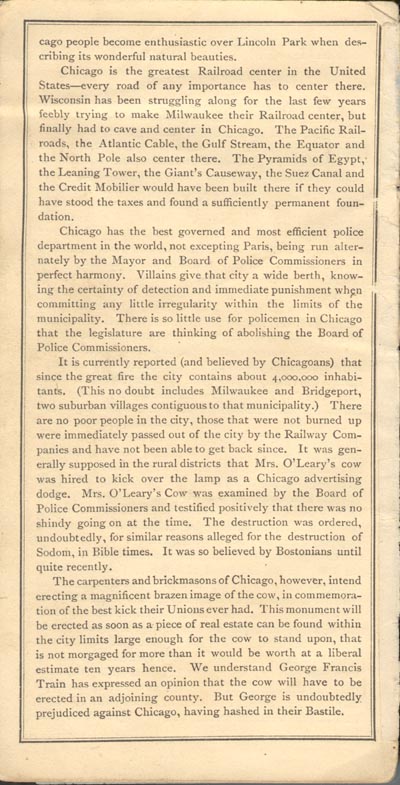 cago people become enthusiastic over Lincoln Park when des-
cribing its wonderful natural beauties.
Chicago is the greatest Railroad center in the United
States—every road of any importance has to center there.
Wisconsin has been struggling along for the last few years
feebly trying to make Milwaukee their Railroad center, but
finally had to cave and center in Chicago. The Pacific Rail-
roads, the Atlantic Cable, the Gulf Stream, the Equator and
the North Pole also center there. The Pyramids of Egypt,
the Leaning Tower, the Giant's Causeway, the Suez Canal and
the Credit Mobilier would have been built there if they could
have stood the taxes and found a sufficiently permanent foun-
dation.
Chicago has the best governed and most efficient police
department in the world, not excepting Paris, being run alter-
nately by the Mayor and Board of Police Commissioners in
perfect harmony. Villains give that city a wide berth, know-
ing the certainty of detection and immediate punishment when
committing any little irregularity within the limits of the
municipality. There is so little use for policemen in Chicago
that the legislature are thinking of abolishing the Board of
Police Commissioners.
It is currently reported (and believed by Chicagoans) that
since the great fire the city contains about 4,000,000 inhabi-
tants. (This no doubt includes Milwaukee and Bridgeport,
two suburban villages contiguous to that municipality.) There
are no poor people in the city, those that were not burned up
were immediately passed out of the city by the Railway Com-
panies and have not been able to get back since. It was gen-
erally supposed in the rural districts that Mrs. O'Leary's cow
was hired to kick over the lamp as a Chicago advertising
dodge. Mrs. O'Leary's Cow was examined by the Board of
Police Commissioners and testified positively that there was no
shindy going on at the time. The destruction was ordered,
undoubtedly, for similar reasons alleged for the destruction of
Sodom, in Bible times. It was so believed by Bostonians until
quite recently.
The carpenters and brickmasons of Chicago, however, intend
erecting a magnificent brazen image of the cow, in commemora-
tion of the best kick their Unions ever had. This monument will
be erected as soon as a piece of real estate can be found within
the city limits large enough for the cow to stand upon, that
is not morgaged for more than it would be worth at a liberal
estimate ten years hence. We understand George Francis
Train has expressed an opinion that the cow will have to be
erected in an adjoining county. But George is undoubtedly
prejudiced against Chicago, having hashed in their Bastile.